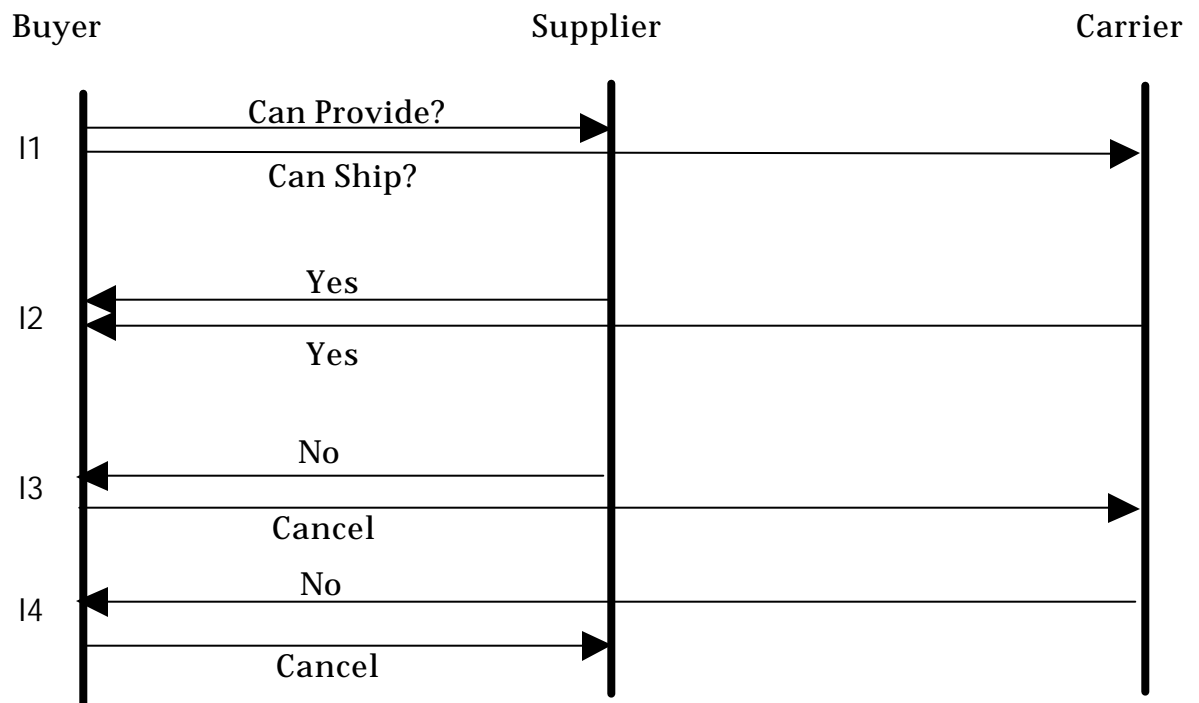 Buyer Supplier Carrier
Can Provide?
I1
Can Ship?
Yes
I2
Yes
No
I3
Cancel
No
I4
Cancel